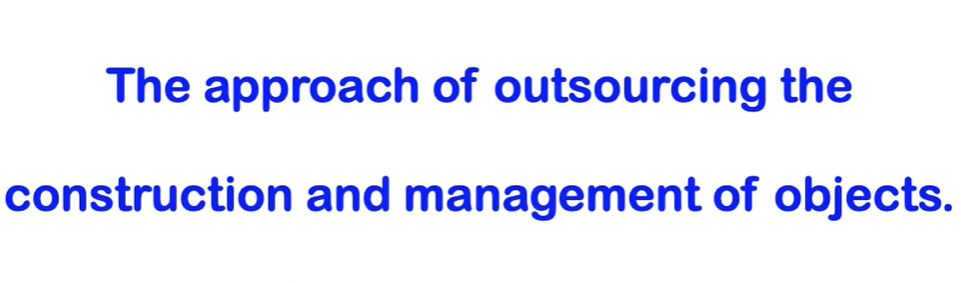 The approach of outsourcing the
construction and management of objects.